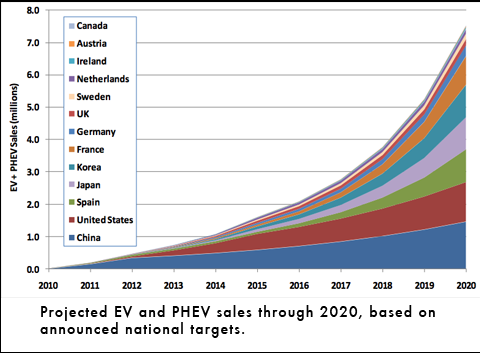 8.0
7.0
6.0
5.0
4.0
3.0
2.0
1.0
0.0
EV + PHEV Sales (millions)
Canada
Austria
Ireland
Netherlands
Sweden
UK
Germany
France
Korea
Japan
Spain
United States
China
2010 2011 2012 2013 2014 2015 2016 2017 2018 2019 2020
Projected EV and PHEV sales through 2020, based on
announced national targets.